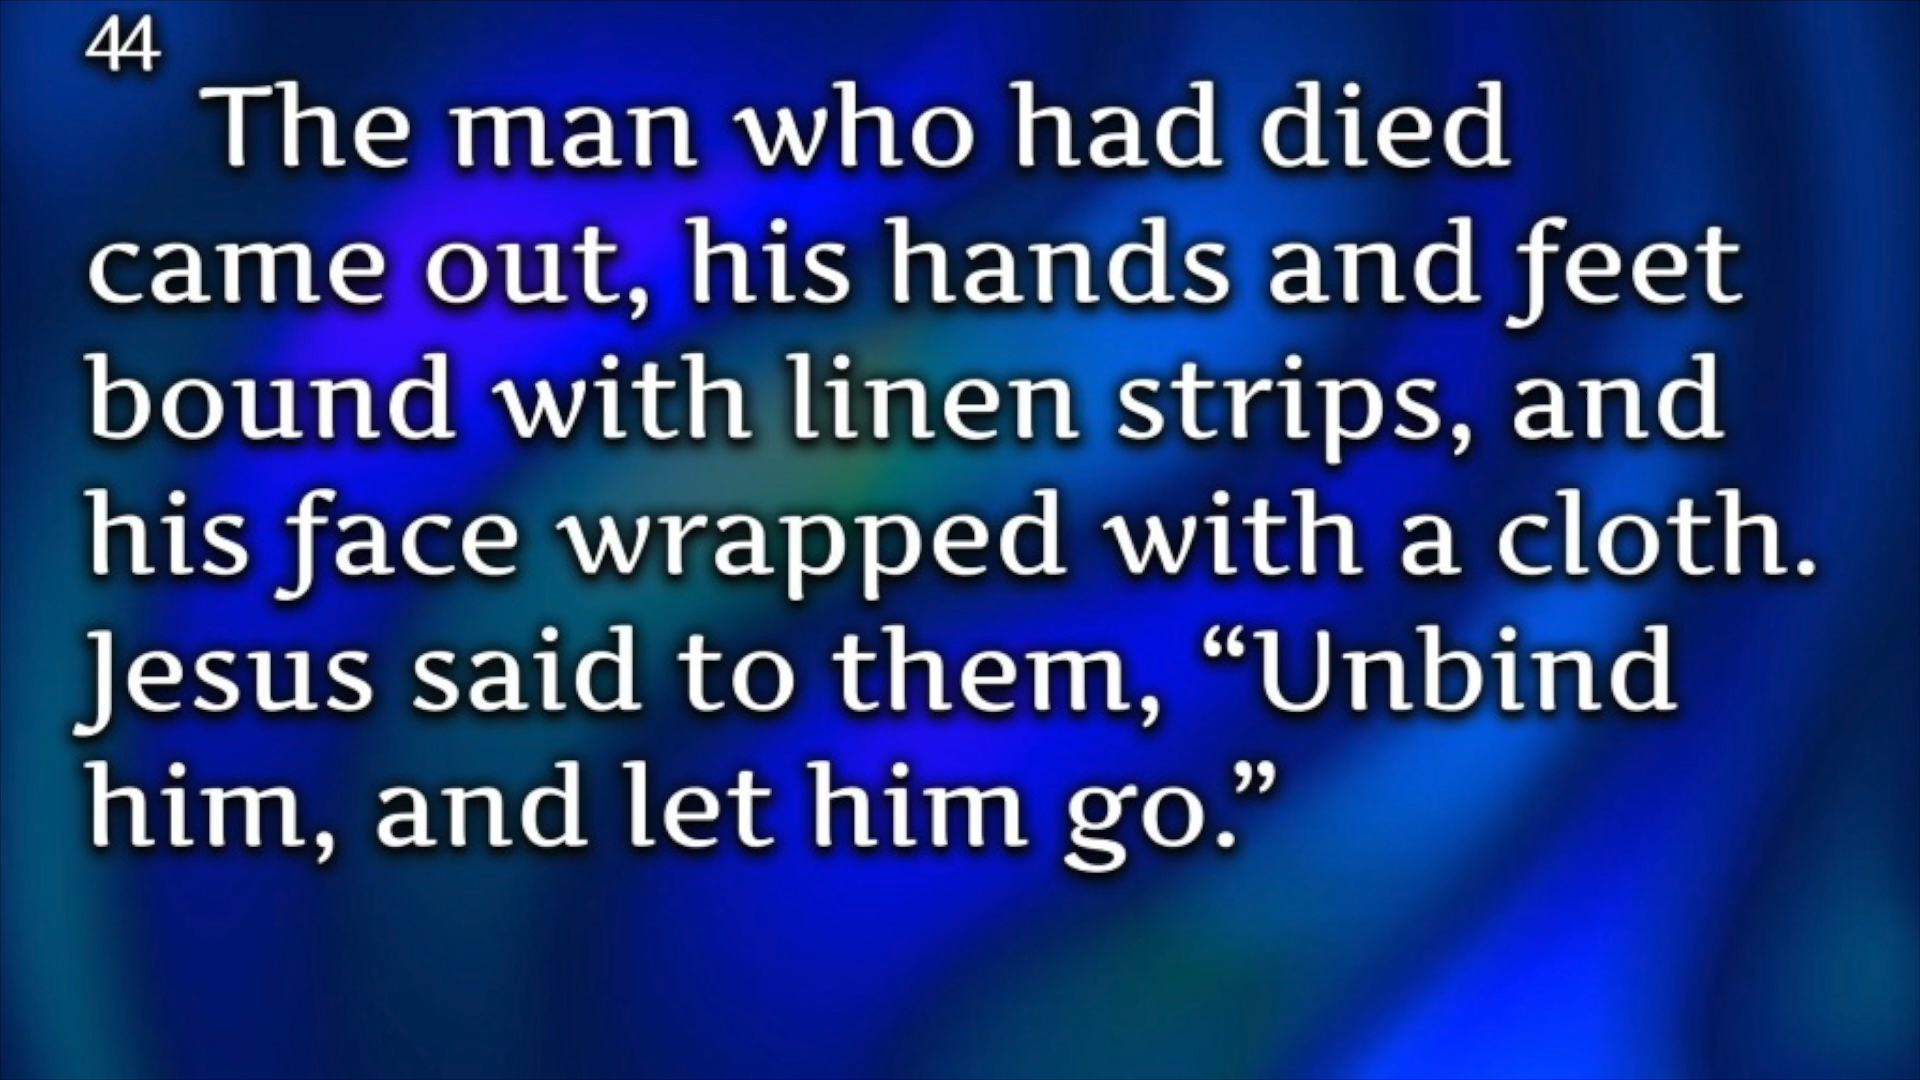 44
The man who had died
came out, his hands and feet
bound with linen strips, and
his face wrapped with a cloth.
Jesus said to them, “Unbind
him, and let him go.”